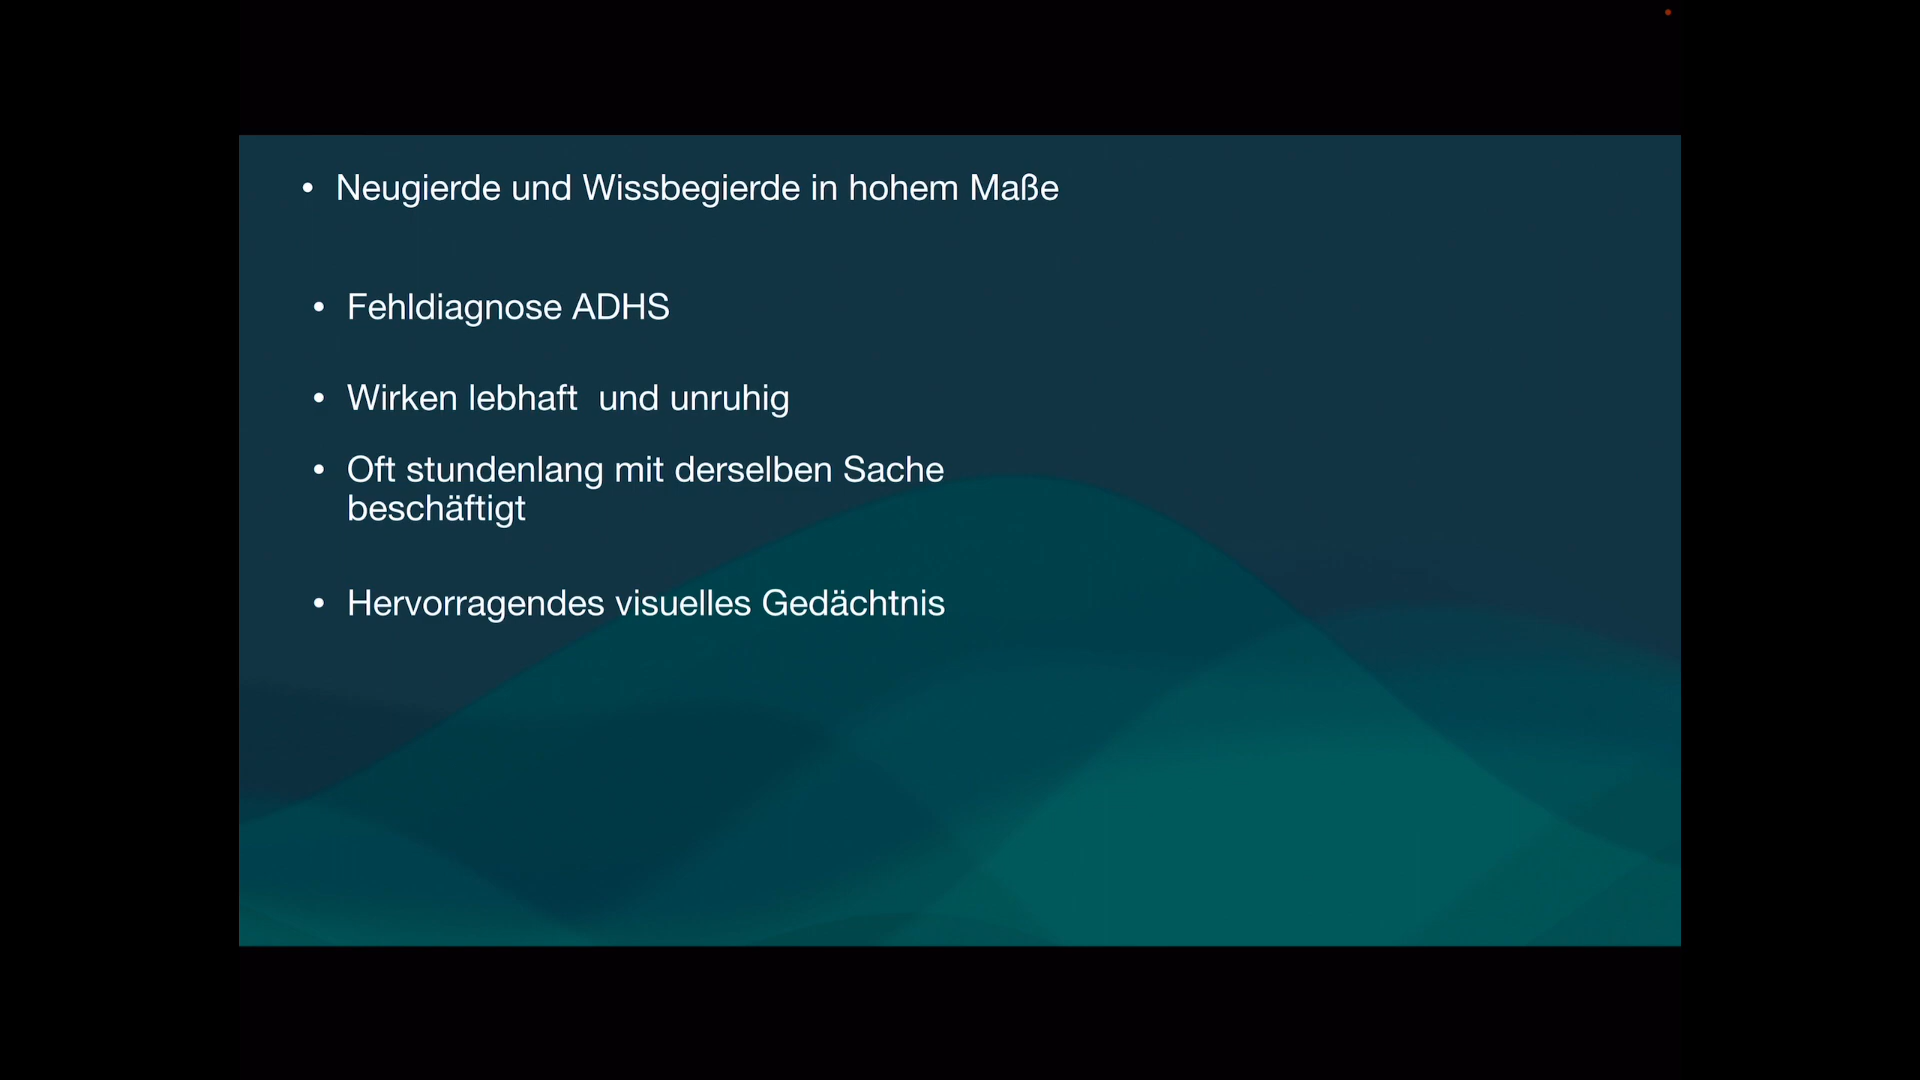 • Neugierde und Wissbegierde in hohem Maße
• Fehldiagnose ADHS
• Wirken lebhaft  und unruhig
• Oft stundenlang mit derselben Sache
beschäftigt
• Hervorragendes visuelles Gedächtnis